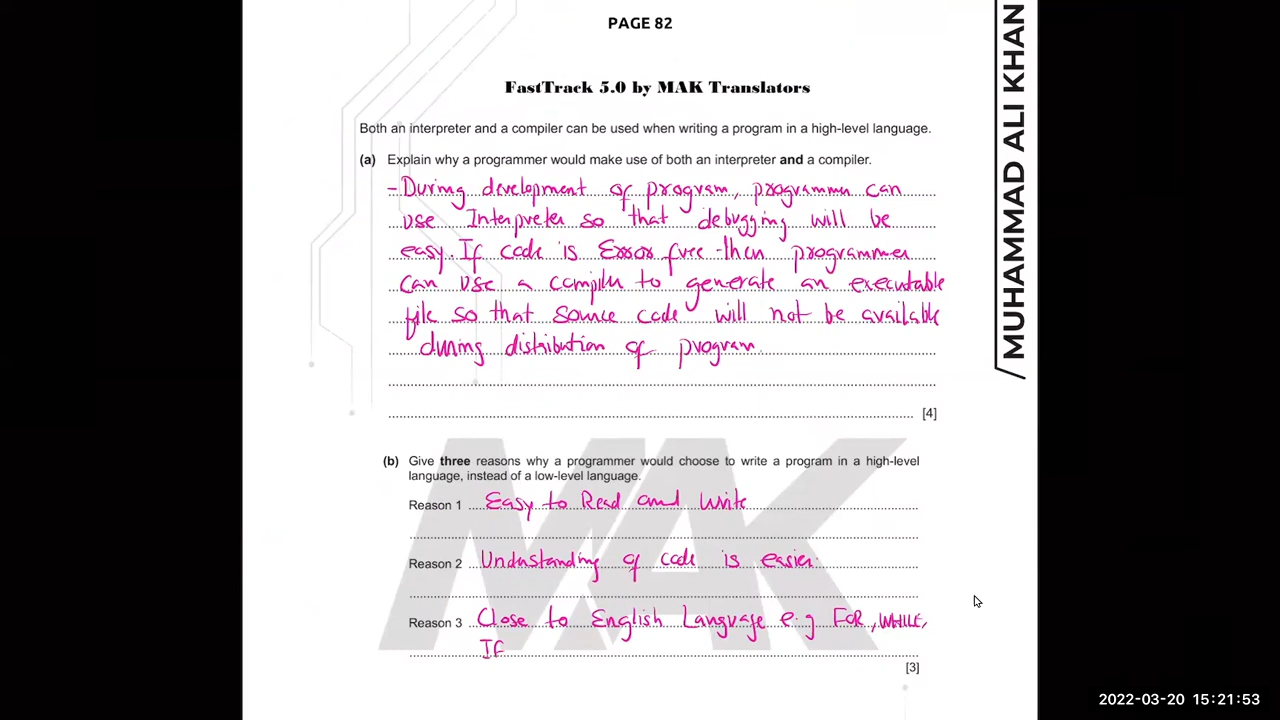 PAGE 82
MUHAMMAD ALI KHAN
FastTrack 5.0 by MAK Translators
Both an interpreter and a compiler can be used when writing a program in a high-level language.
(a) Explain why a programmer would make use of both an interpreter and a compiler.
- During development of program, programmer can
use Interpreter so that debugging will be
easy. If code is Error free then programmer
can use a compiler to generate an executable
file so that source code will not be available
during distribution of program.
[4]
MAK
(b) Give three reasons why a programmer would choose to write a program in a high-level
language, instead of a low-level language.
Reason 1 Easy to Read and Write
Reason 2 Understanding of code is easier
Reason 3 Close to English Language e.g FOR, WHILE,
IF
[3]
2022-03-20 15:21:53